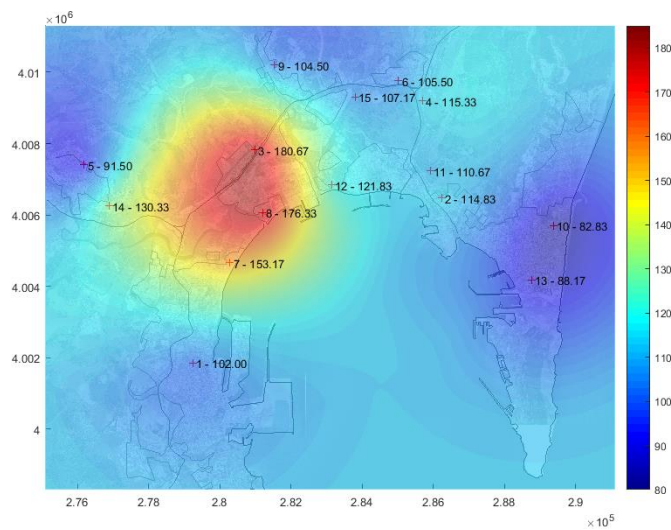 × 10⁶
4.01
4.008
4.006
4.004
4.002
4
9 - 104.50
6 - 105.50
15 - 107.17
4 - 115.33
3 - 180.67
5 - 91.50
11 - 110.67
12 - 121.83
2 - 114.83
14 - 130.33
8 - 176.33
10 - 82.83
7 - 153.17
13 - 88.17
1 - 102.00
2.76
2.78
2.8
2.82
2.84
2.86
2.88
2.9
× 10⁵
180
170
160
150
140
130
120
110
100
90
80